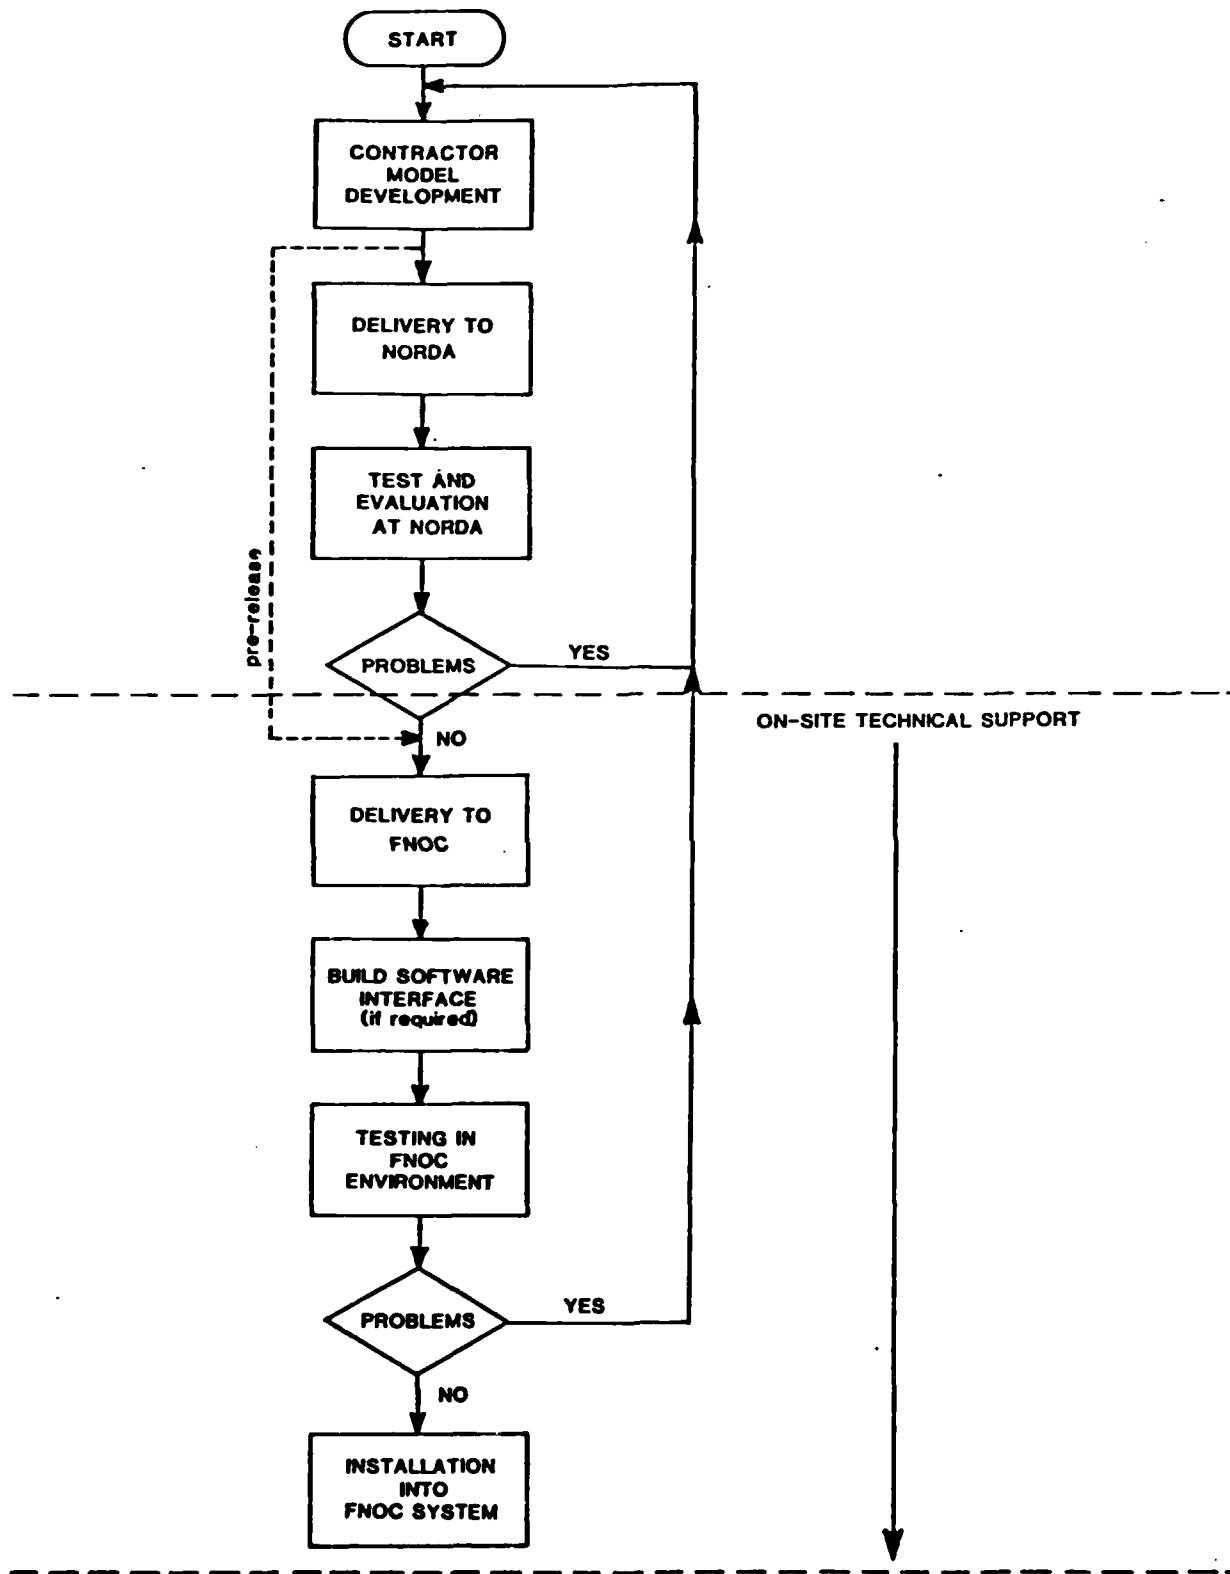 START
CONTRACTOR
MODEL
DEVELOPMENT
DELIVERY TO
NORDA
TEST AND
EVALUATION
AT NORDA
pre-release
PROBLEMS
YES
ON-SITE TECHNICAL SUPPORT
NO
DELIVERY TO
FNOC
BUILD SOFTWARE
INTERFACE
(if required)
TESTING IN
FNOC
ENVIRONMENT
PROBLEMS
YES
NO
INSTALLATION
INTO
FNOC SYSTEM